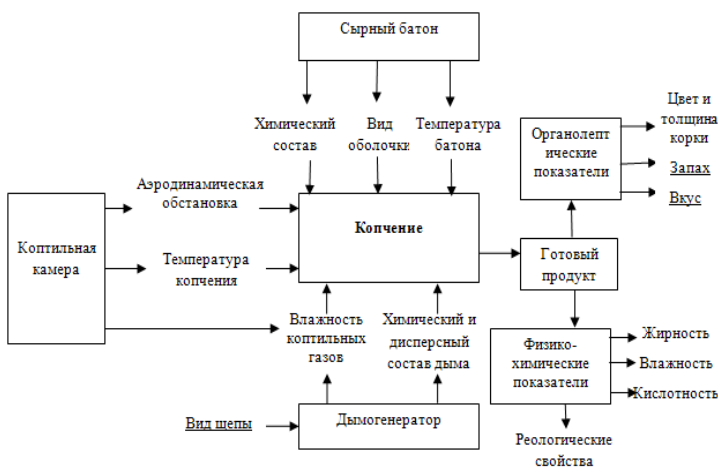 Сырный батон
Химический
состав
Вид
оболочки
Температура
батона
Цвет и
толщина
корки
Органолепт
ические
показатели
Запах
Вкус
Аэродинамическая
обстановка
Коптильная
камера
Копчение
Температура
копчения
Готовый
продукт
Влажность
коптильных
газов
Химический и
дисперсный
состав дыма
Физико-
химические
показатели
Жирность
Влажность
Кислотность
Вид щепы
Дымогенератор
Реологические
свойства